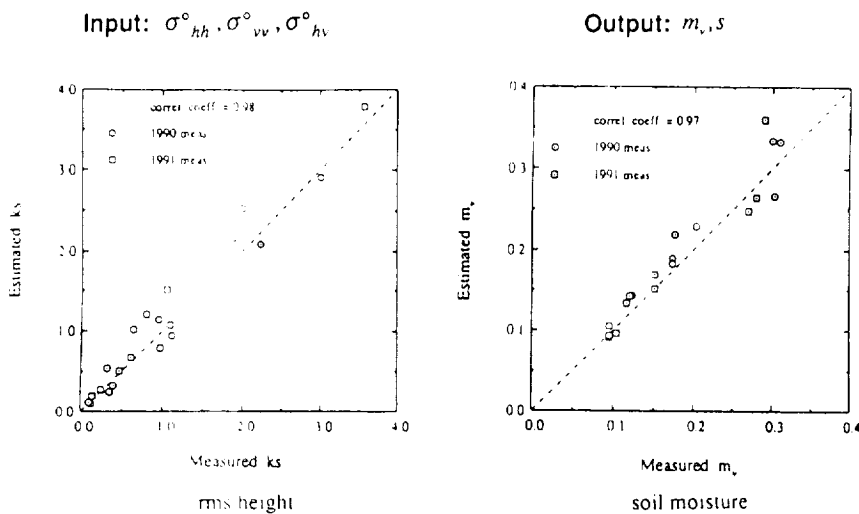 Input: σ°hh, σ°vv, σ°hv
Output: mv, s
4.0
correl coeff = 0.98
1990 meas
1991 meas
3.0
2.0
1.0
0.0
Estimated ks
0.0 1.0 2.0 3.0 4.0
Measured ks
rms height
0.4
correl coeff = 0.97
1990 meas
1991 meas
0.3
0.2
0.1
0.0
Estimated mv
0.0 0.1 0.2 0.3 0.4
Measured mv
soil moisture